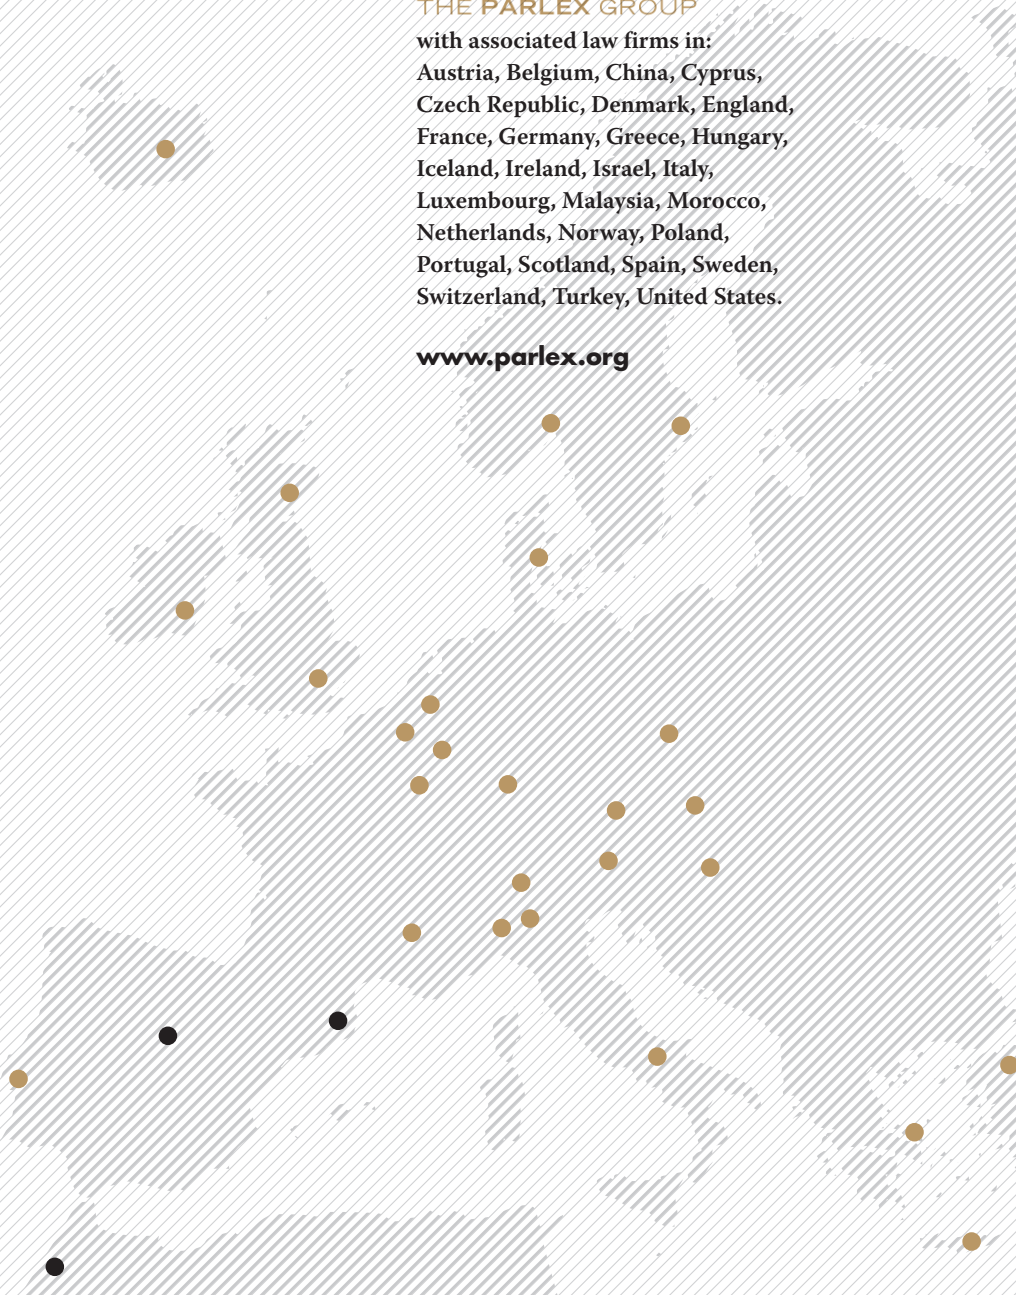 THE PARLEX GROUP
with associated law firms in:
Austria, Belgium, China, Cyprus,
Czech Republic, Denmark, England,
France, Germany, Greece, Hungary,
Iceland, Ireland, Israel, Italy,
Luxembourg, Malaysia, Morocco,
Netherlands, Norway, Poland,
Portugal, Scotland, Spain, Sweden,
Switzerland, Turkey, United States.
www.parlex.org